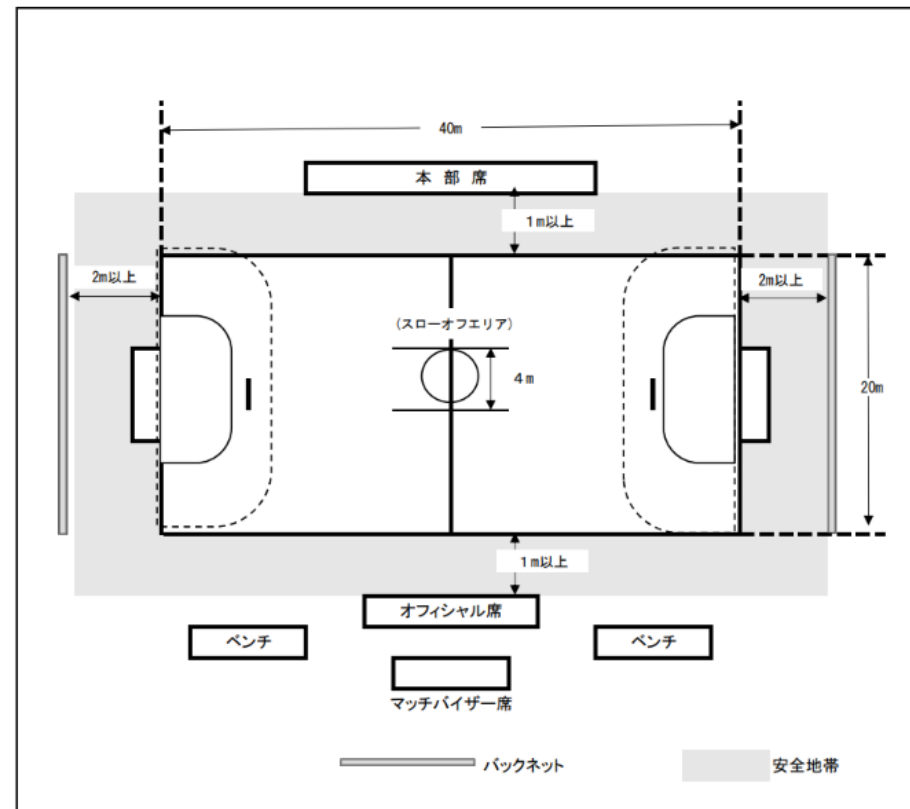 40m
本 部 席
1m以上
2m以上
2m以上
(スローオフエリア)
4m
20m
1m以上
オフィシャル席
ベンチ
ベンチ
マッチバイザー席
バックネット
安全地帯